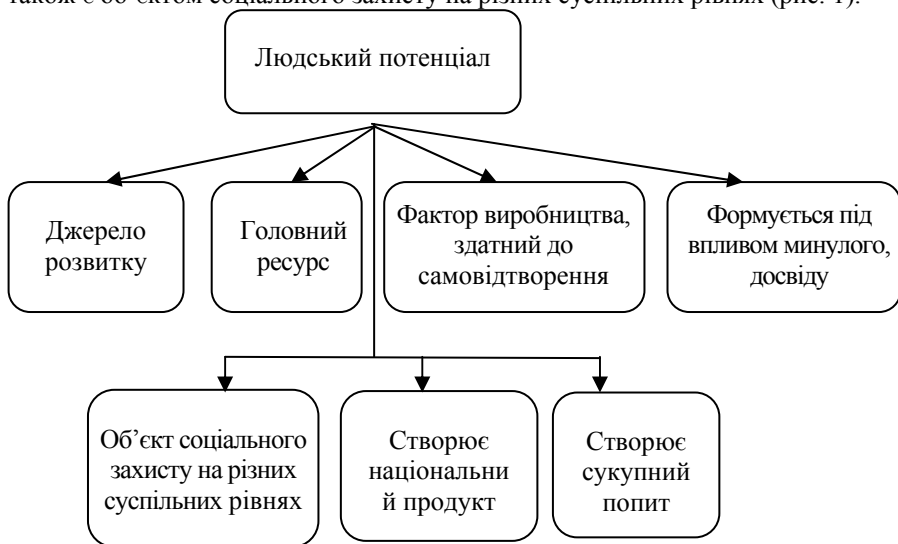 також є об’єктом соціального захисту на різних суспільних рівнях (рис. 1).
Людський потенціал
Джерело
розвитку
Головний
ресурс
Фактор виробництва,
здатний до
самовідтворення
Формується під
впливом минулого,
досвіду
Об’єкт соціального
захисту на різних
суспільних рівнях
Створює
національни
й продукт
Створює
сукупний
попит